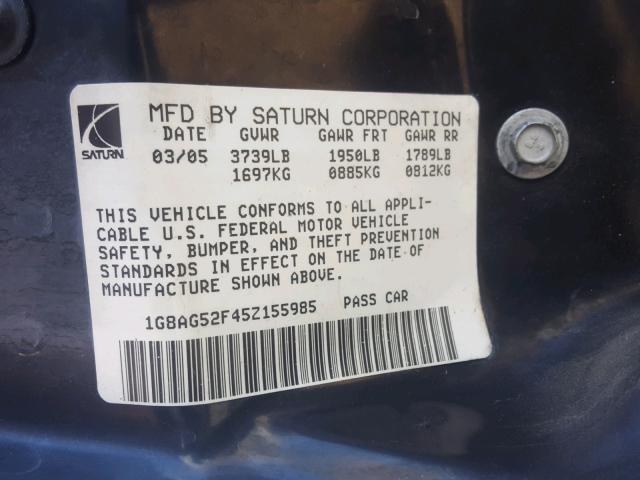 MFD BY SATURN CORPORATION
SATURN
DATE GVWR GAWR FRT GAWR RR
03/05 3739LB 1950LB 1789LB
1697KG 0885KG 0812KG
THIS VEHICLE CONFORMS TO ALL APPLI-
CABLE U.S. FEDERAL MOTOR VEHICLE
SAFETY, BUMPER, AND THEFT PREVENTION
STANDARDS IN EFFECT ON THE DATE OF
MANUFACTURE SHOWN ABOVE.
1G8AG52F45Z155985 PASS CAR